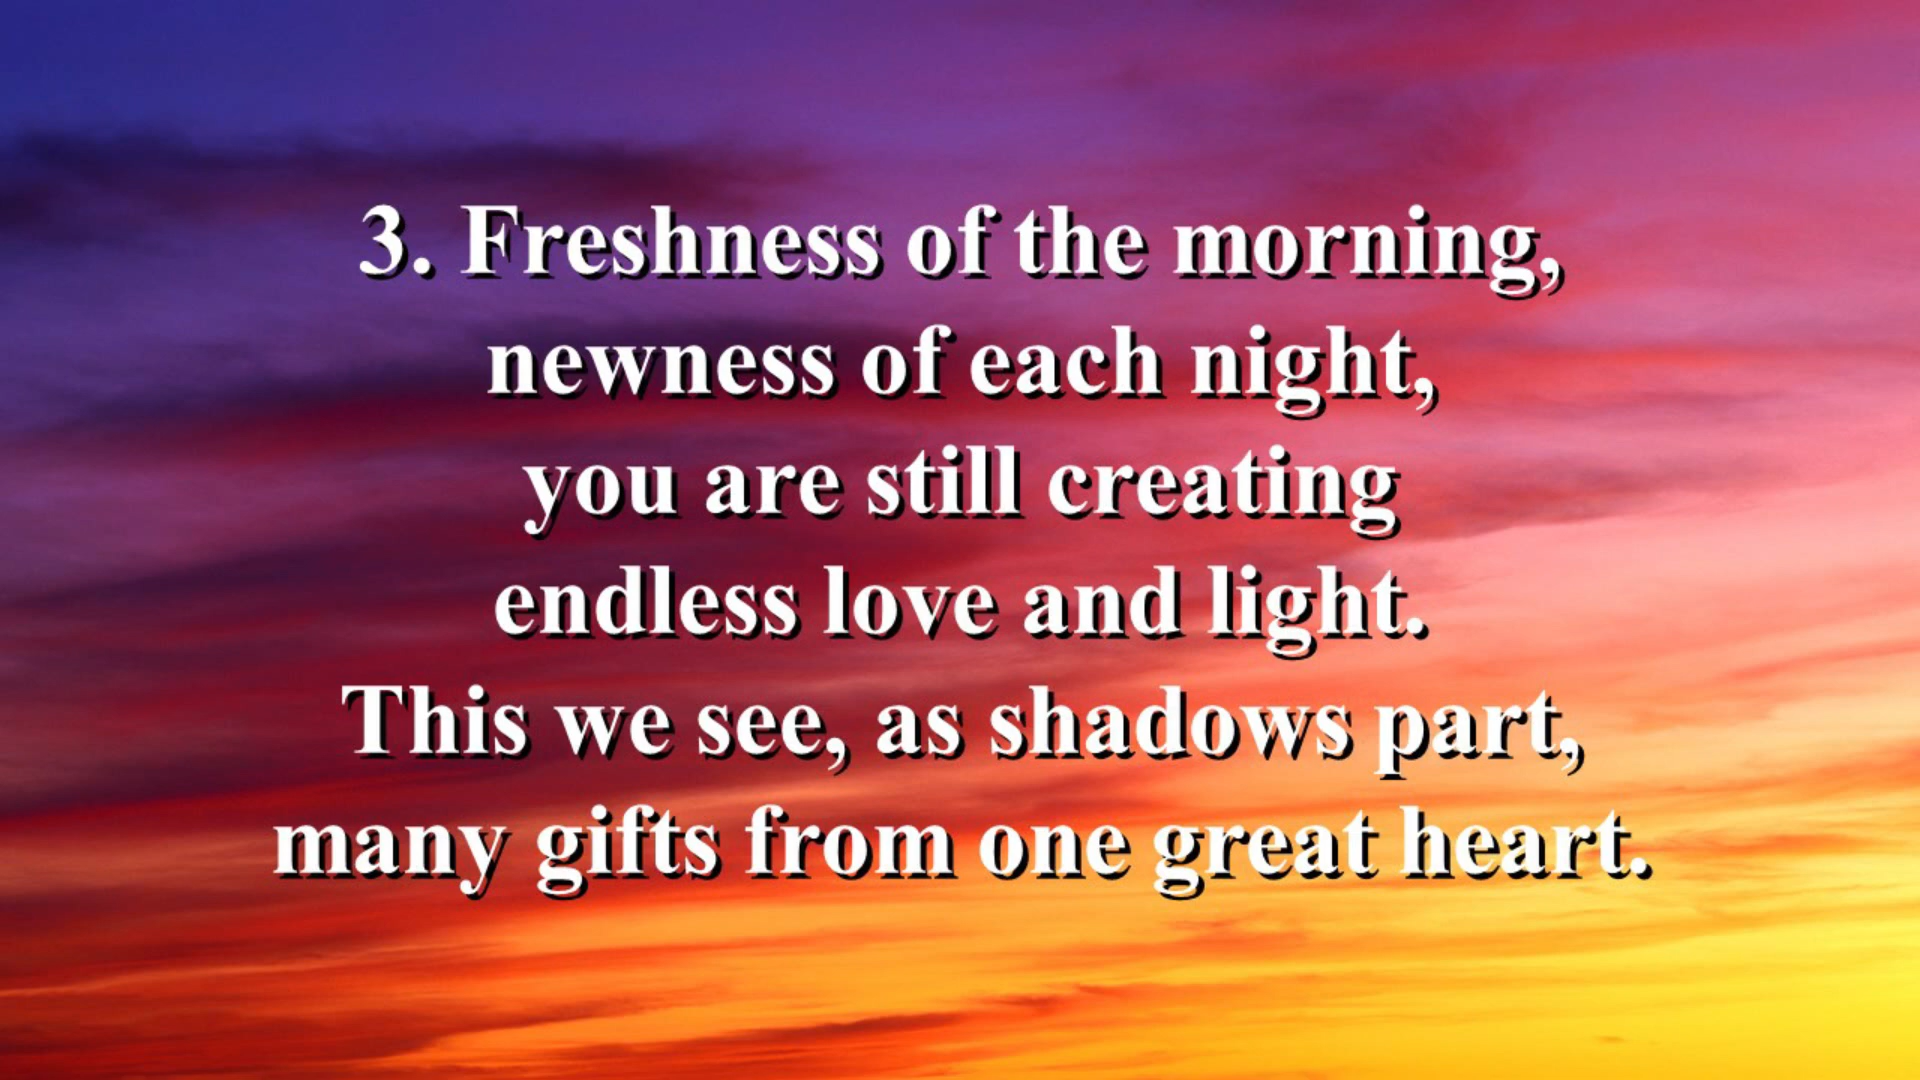 3. Freshness of the morning,
newness of each night,
you are still creating
endless love and light.
This we see, as shadows part,
many gifts from one great heart.